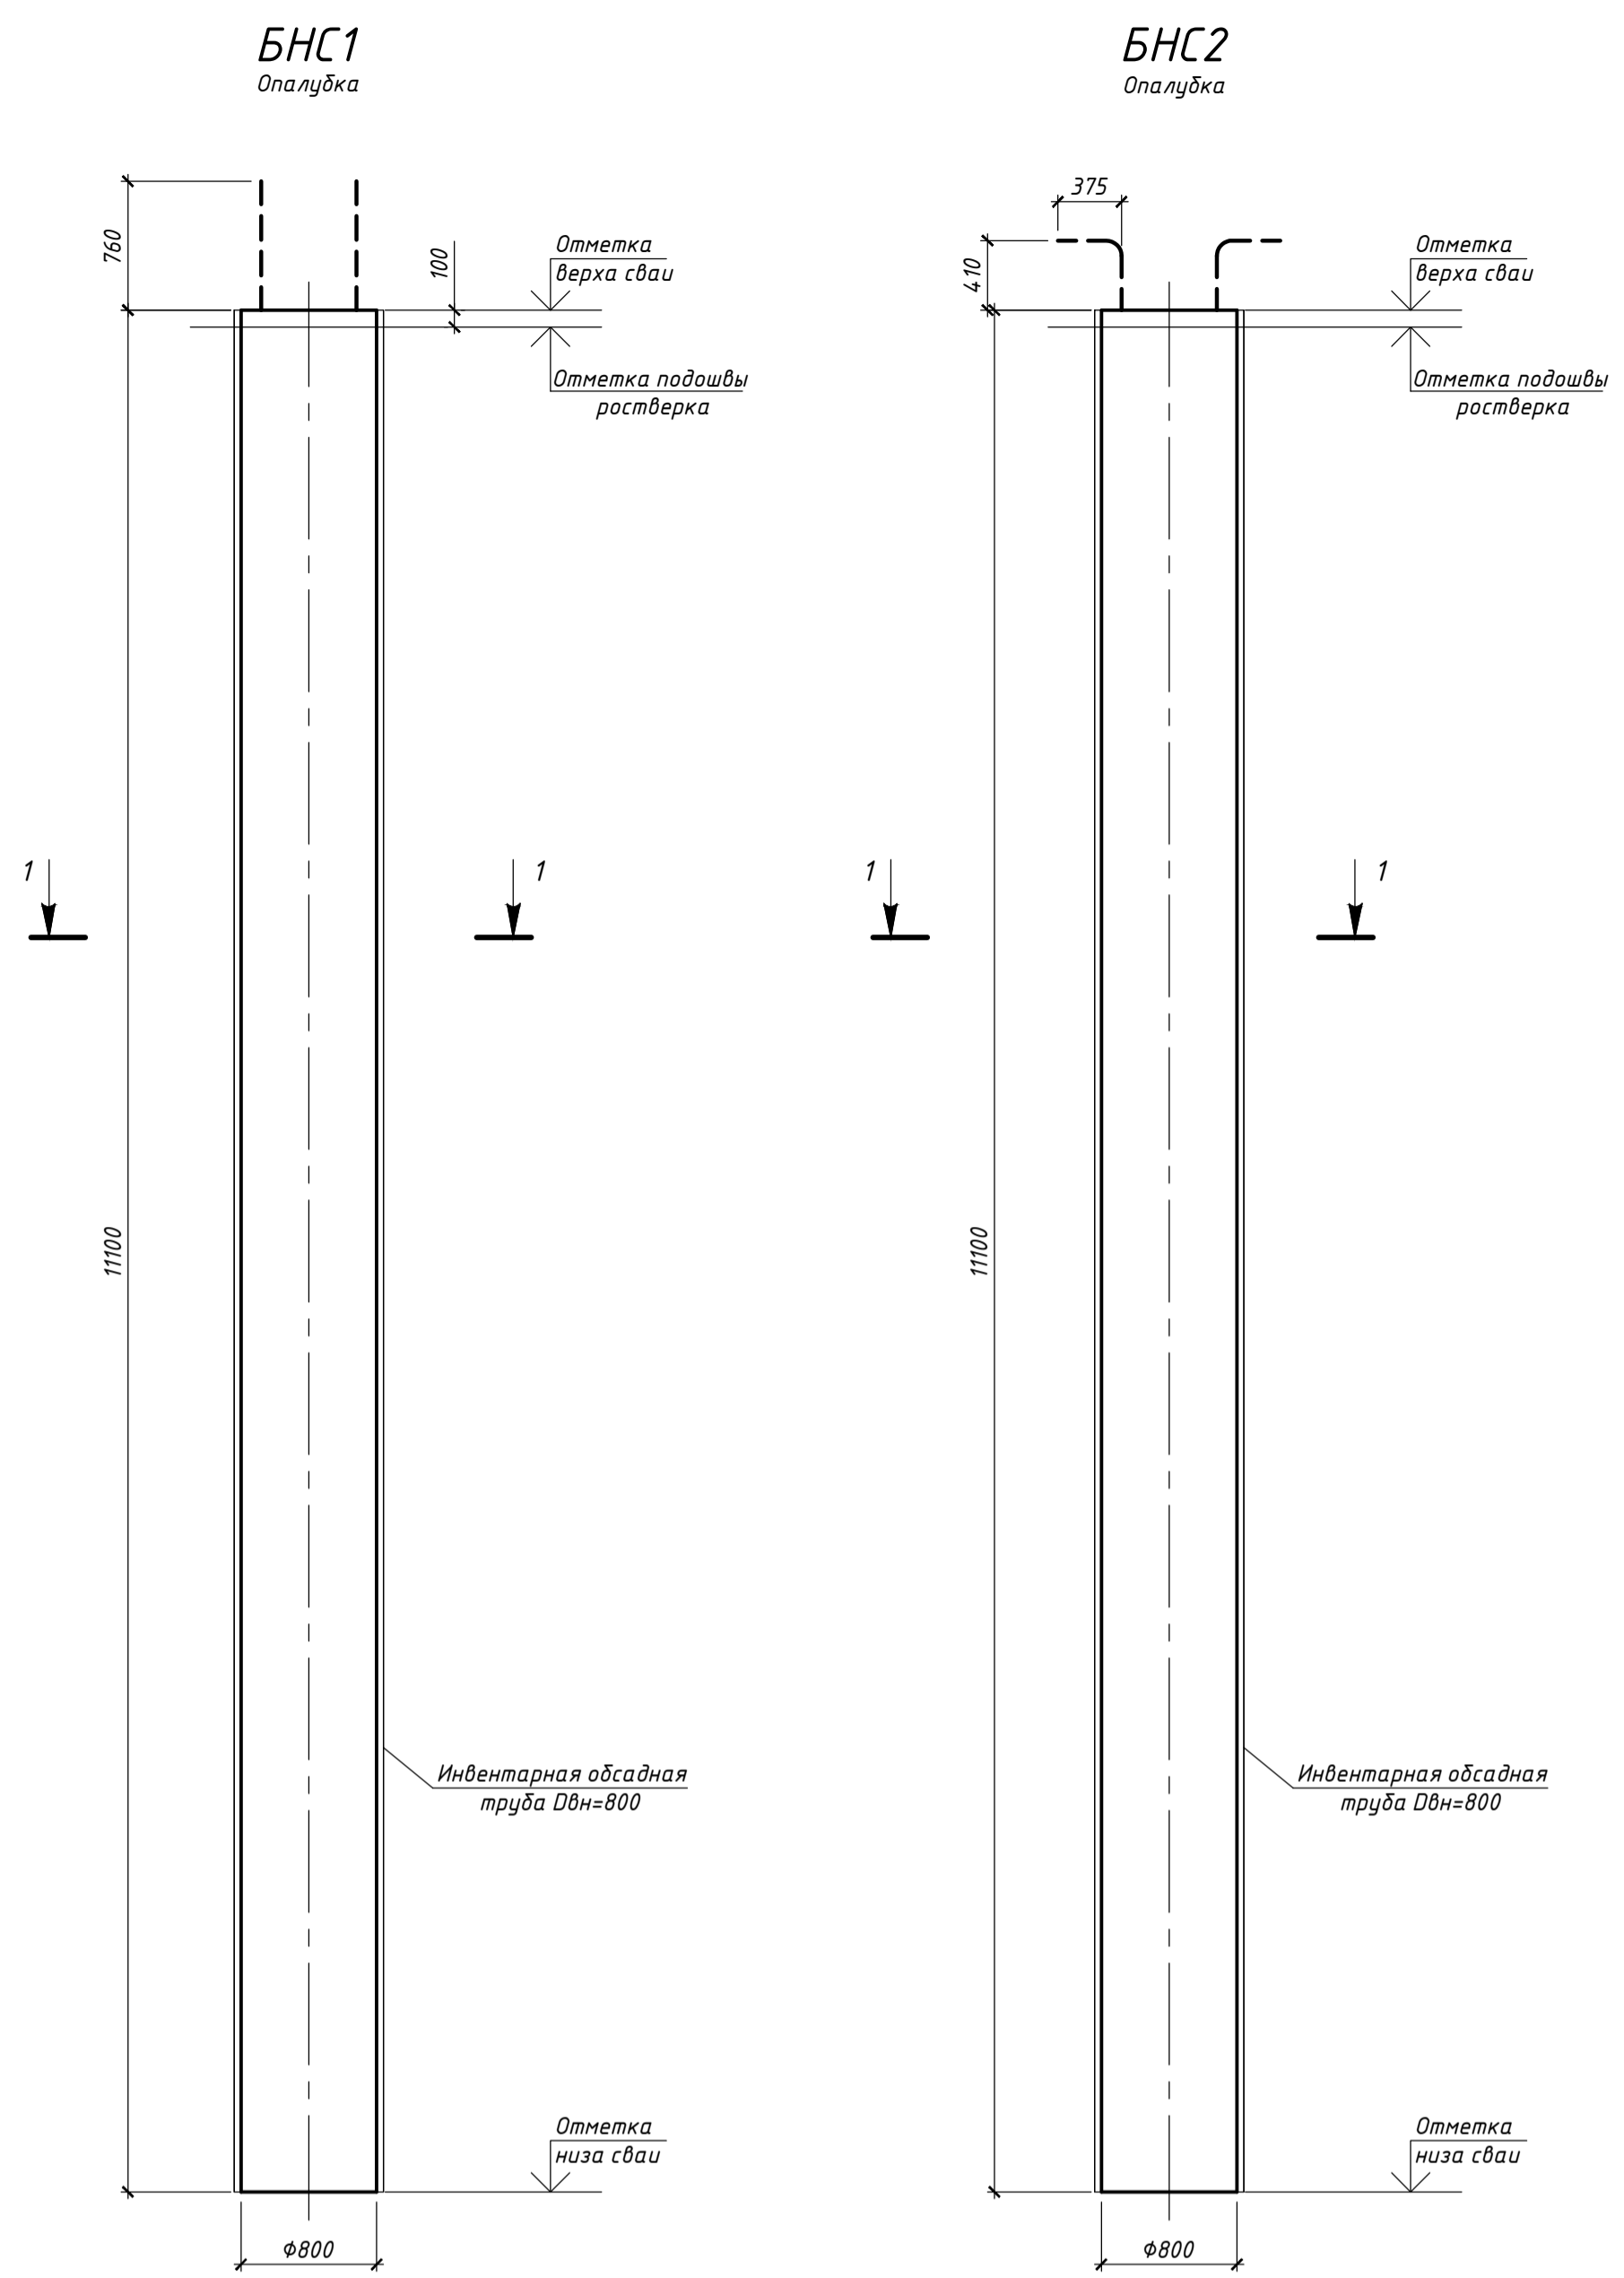 БНС1
Опалубка
760
100
Отметка
верха сваи
Отметка подошвы
ростверка
1
1
11100
Инвентарная обсадная
труба Dвн=800
Отметка
низа сваи
Ф800
БНС2
Опалубка
375
410
Отметка
верха сваи
Отметка подошвы
ростверка
1
1
11100
Инвентарная обсадная
труба Dвн=800
Отметка
низа сваи
Ф800